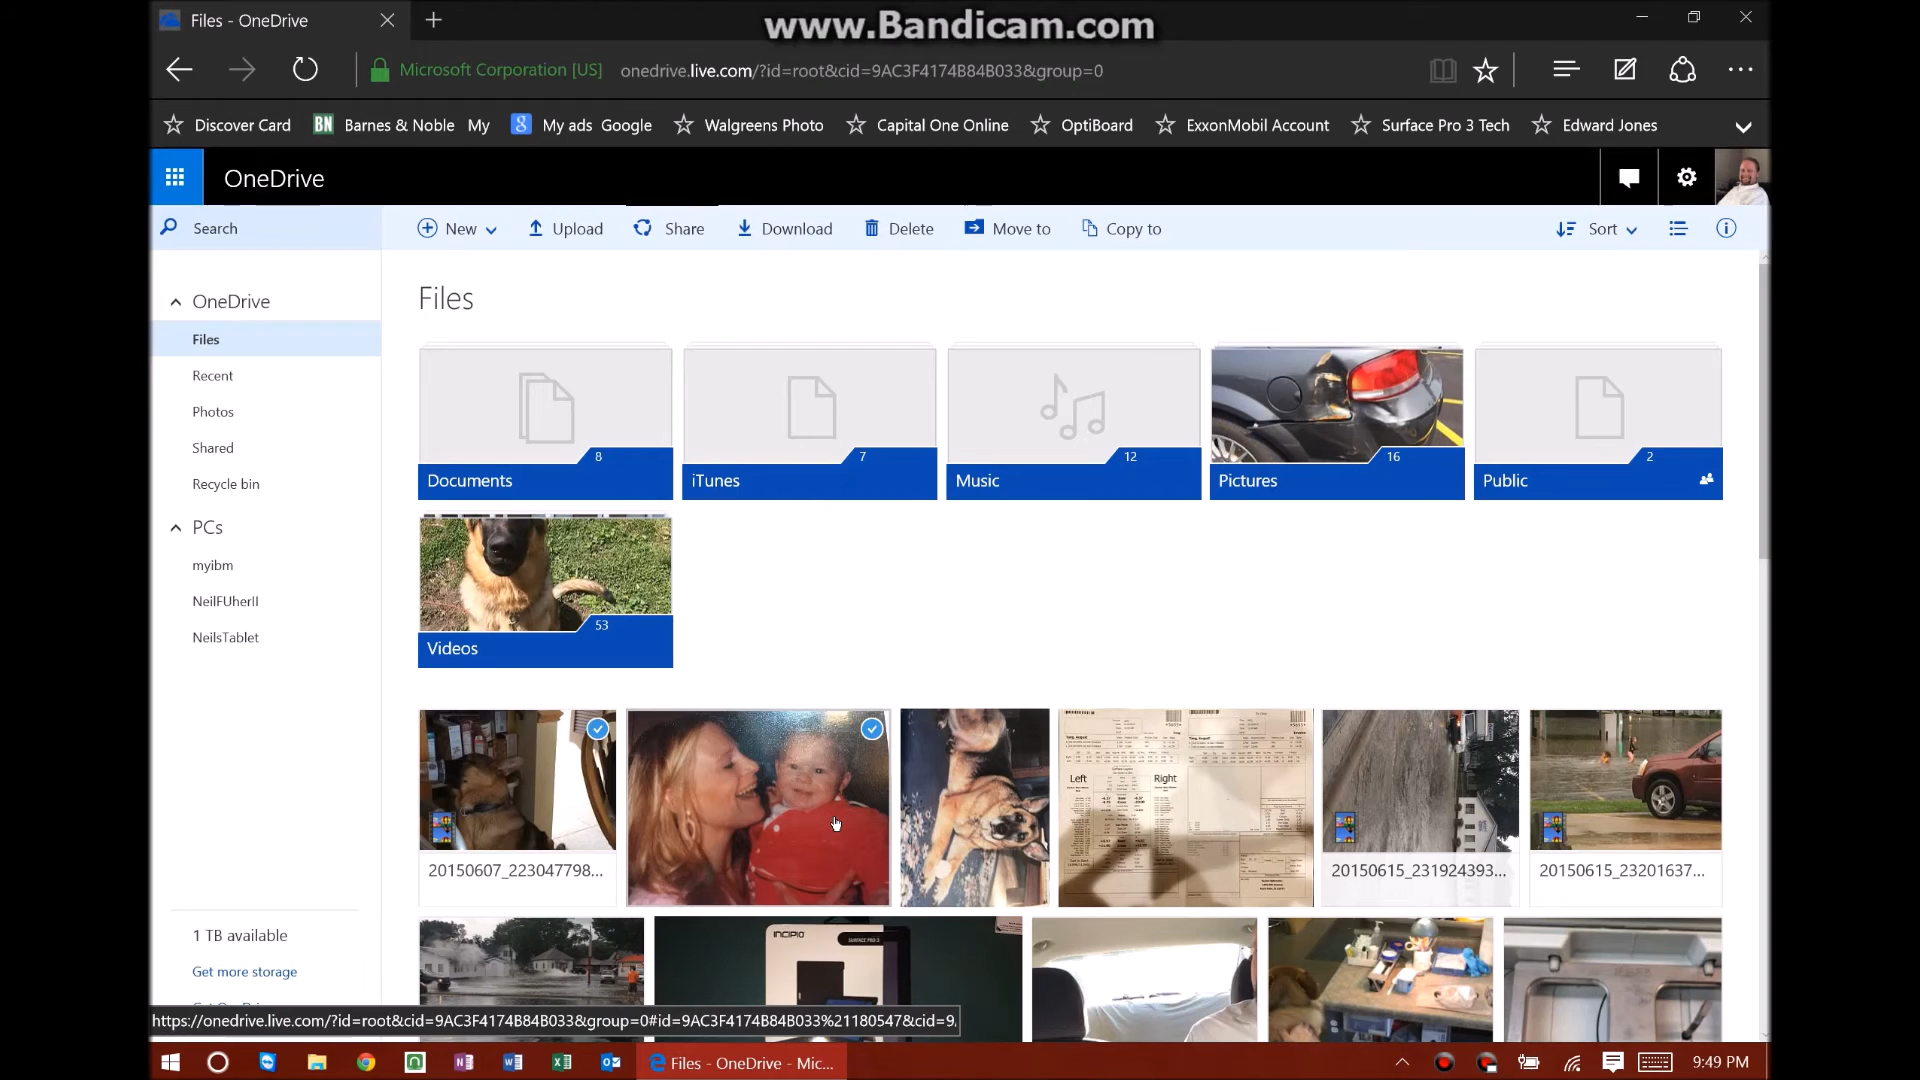 www.Bandicam.com
Files - OneDrive
Microsoft Corporation [US]
onedrive.live.com/?id=root&cid=9AC3F4174B84B033&group=0
Discover Card
BN
Barnes & Noble My
My ads Google
Walgreens Photo
Capital One Online
OptiBoard
ExxonMobil Account
Surface Pro 3 Tech
Edward Jones
OneDrive
Search
New
Upload
Share
Download
Delete
Move to
Copy to
Sort
OneDrive
Files
Recent
Photos
Shared
Recycle bin
PCs
myibm
NeilFUherII
NeilsTablet
1 TB available
Get more storage
Files
8
Documents
7
iTunes
12
Music
16
Pictures
2
Public
53
Videos
Left
Right
20150607_223047798...
20150615_231924393...
20150615_23201637...
INCIPIO
SURFACE PRO 3
https://onedrive.live.com/?id=root&cid=9AC3F4174B84B033&group=0#id=9AC3F4174B84B033%21180547&cid=9.
Files - OneDrive - Mic...
9:49 PM